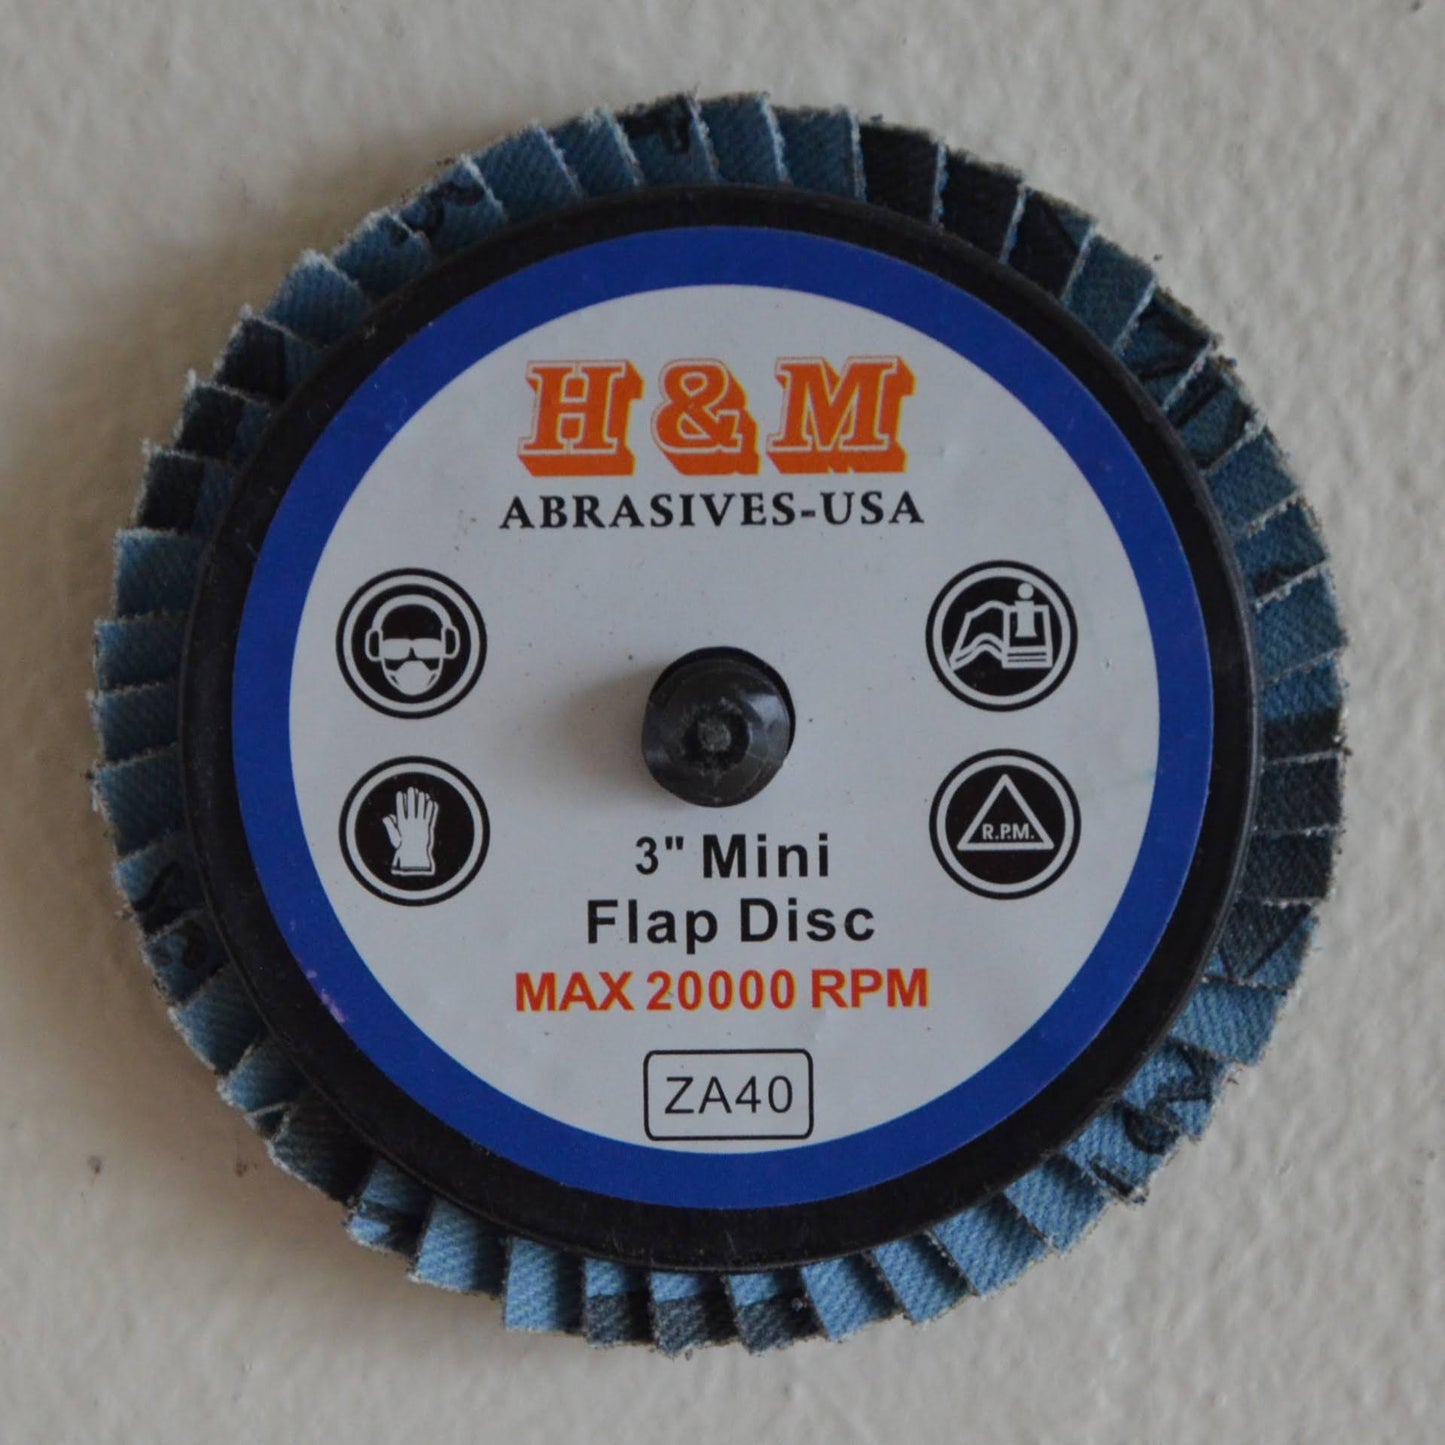 H & M
ABRASIVES-USA
R.P.M.
3" Mini
Flap Disc
MAX 20000 RPM
ZA40